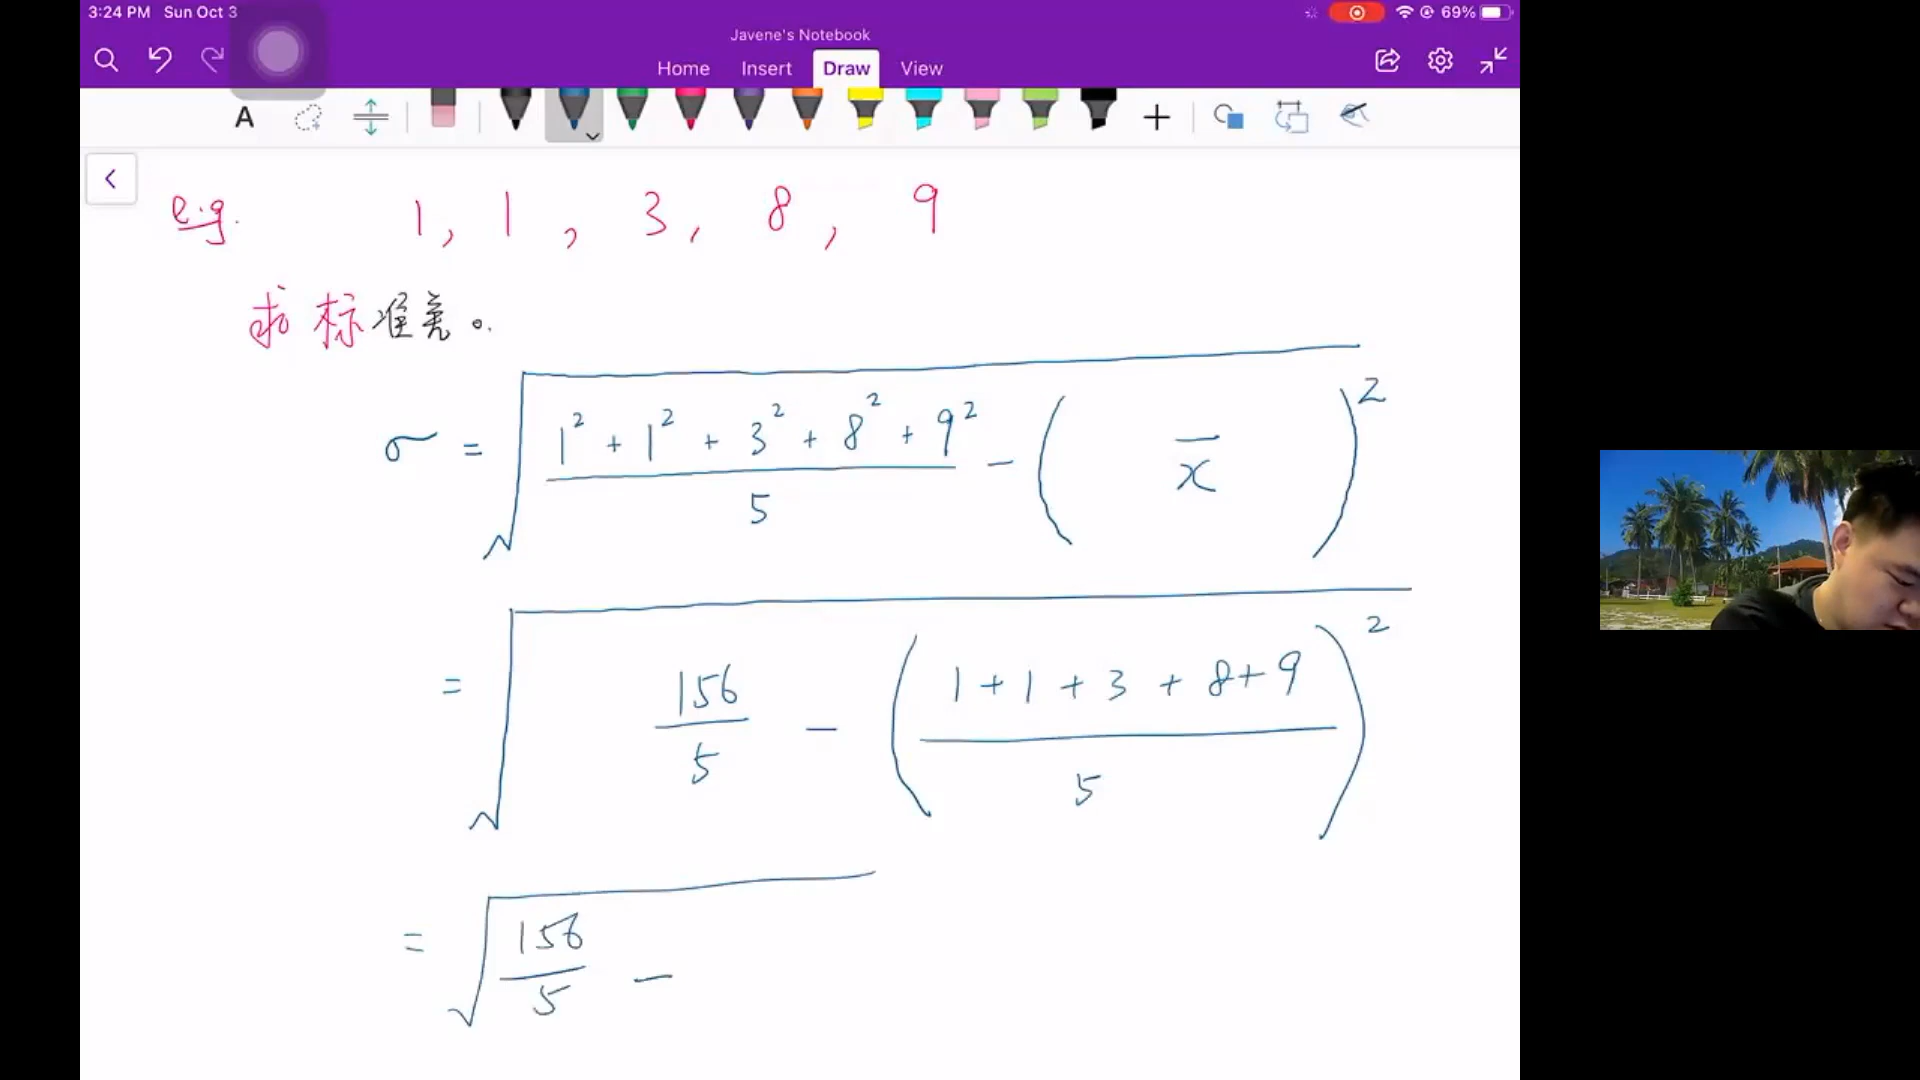 3:24 PM Sun Oct 3
69%
Javene's Notebook
Home Insert Draw View
A
e.g. 1, 1, 3, 8, 9
求标准差。
σ = √((1² + 1² + 3² + 8² + 9²)/5 − (x̄)²)
= √(156/5 − ((1+1+3+8+9)/5)²)
= √(156/5 −